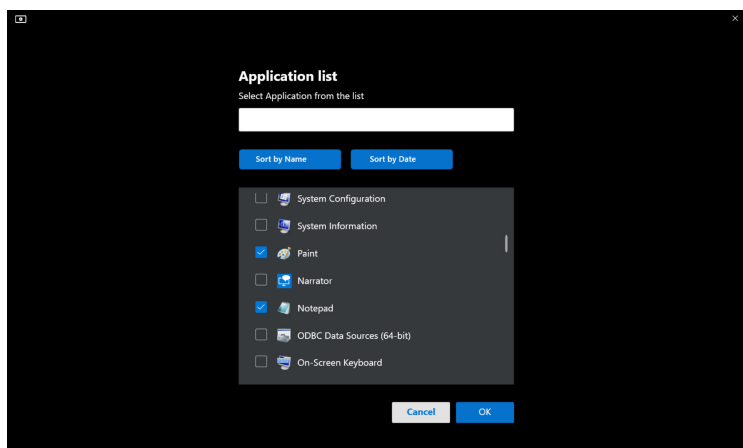 Application list
Select Application from the list
Sort by Name
Sort by Date
System Configuration
System Information
Paint
Narrator
Notepad
ODBC Data Sources (64-bit)
On-Screen Keyboard
Cancel
OK